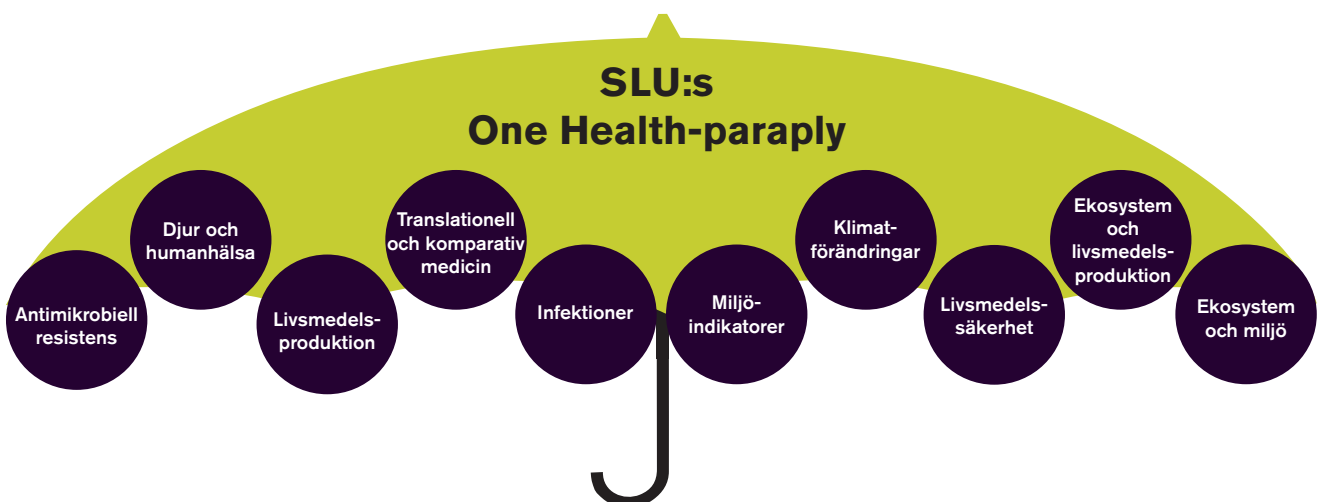 SLU:s
One Health-paraply
Antimikrobiell
resistens
Djur och
humanhälsa
Livsmedels-
produktion
Translationell
och komparativ
medicin
Infektioner
Miljö-
indikatorer
Klimat-
förändringar
Livsmedels-
säkerhet
Ekosystem
och
livsmedels-
produktion
Ekosystem
och miljö